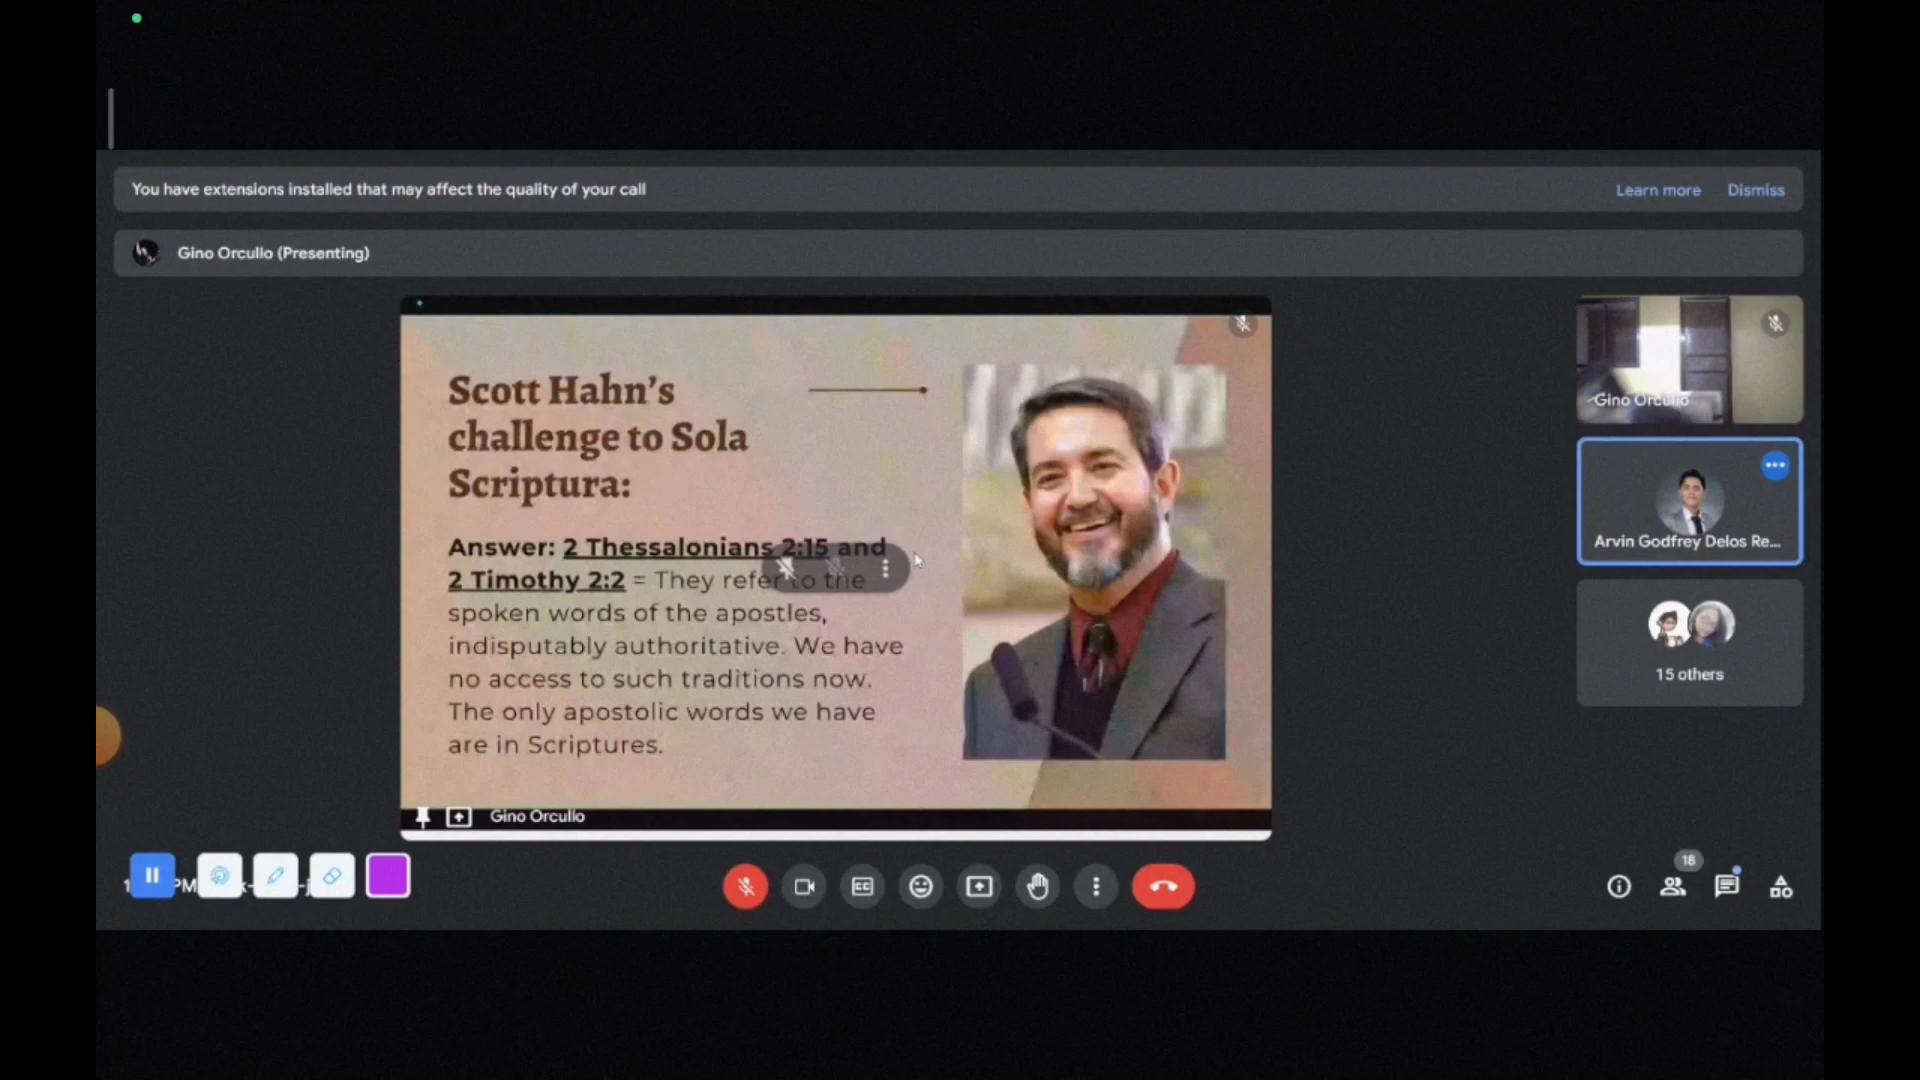 You have extensions installed that may affect the quality of your call
Learn more
Dismiss
Gino Orcullo (Presenting)
Scott Hahn's
challenge to Sola
Scriptura:
Answer: 2 Thessalonians 2:15 and
2 Timothy 2:2 = They refer to the
spoken words of the apostles,
indisputably authoritative. We have
no access to such traditions now.
The only apostolic words we have
are in Scriptures.
Gino Orcullo
Gino Orcullo
Arvin Godfrey Delos Re...
15 others
PM
18